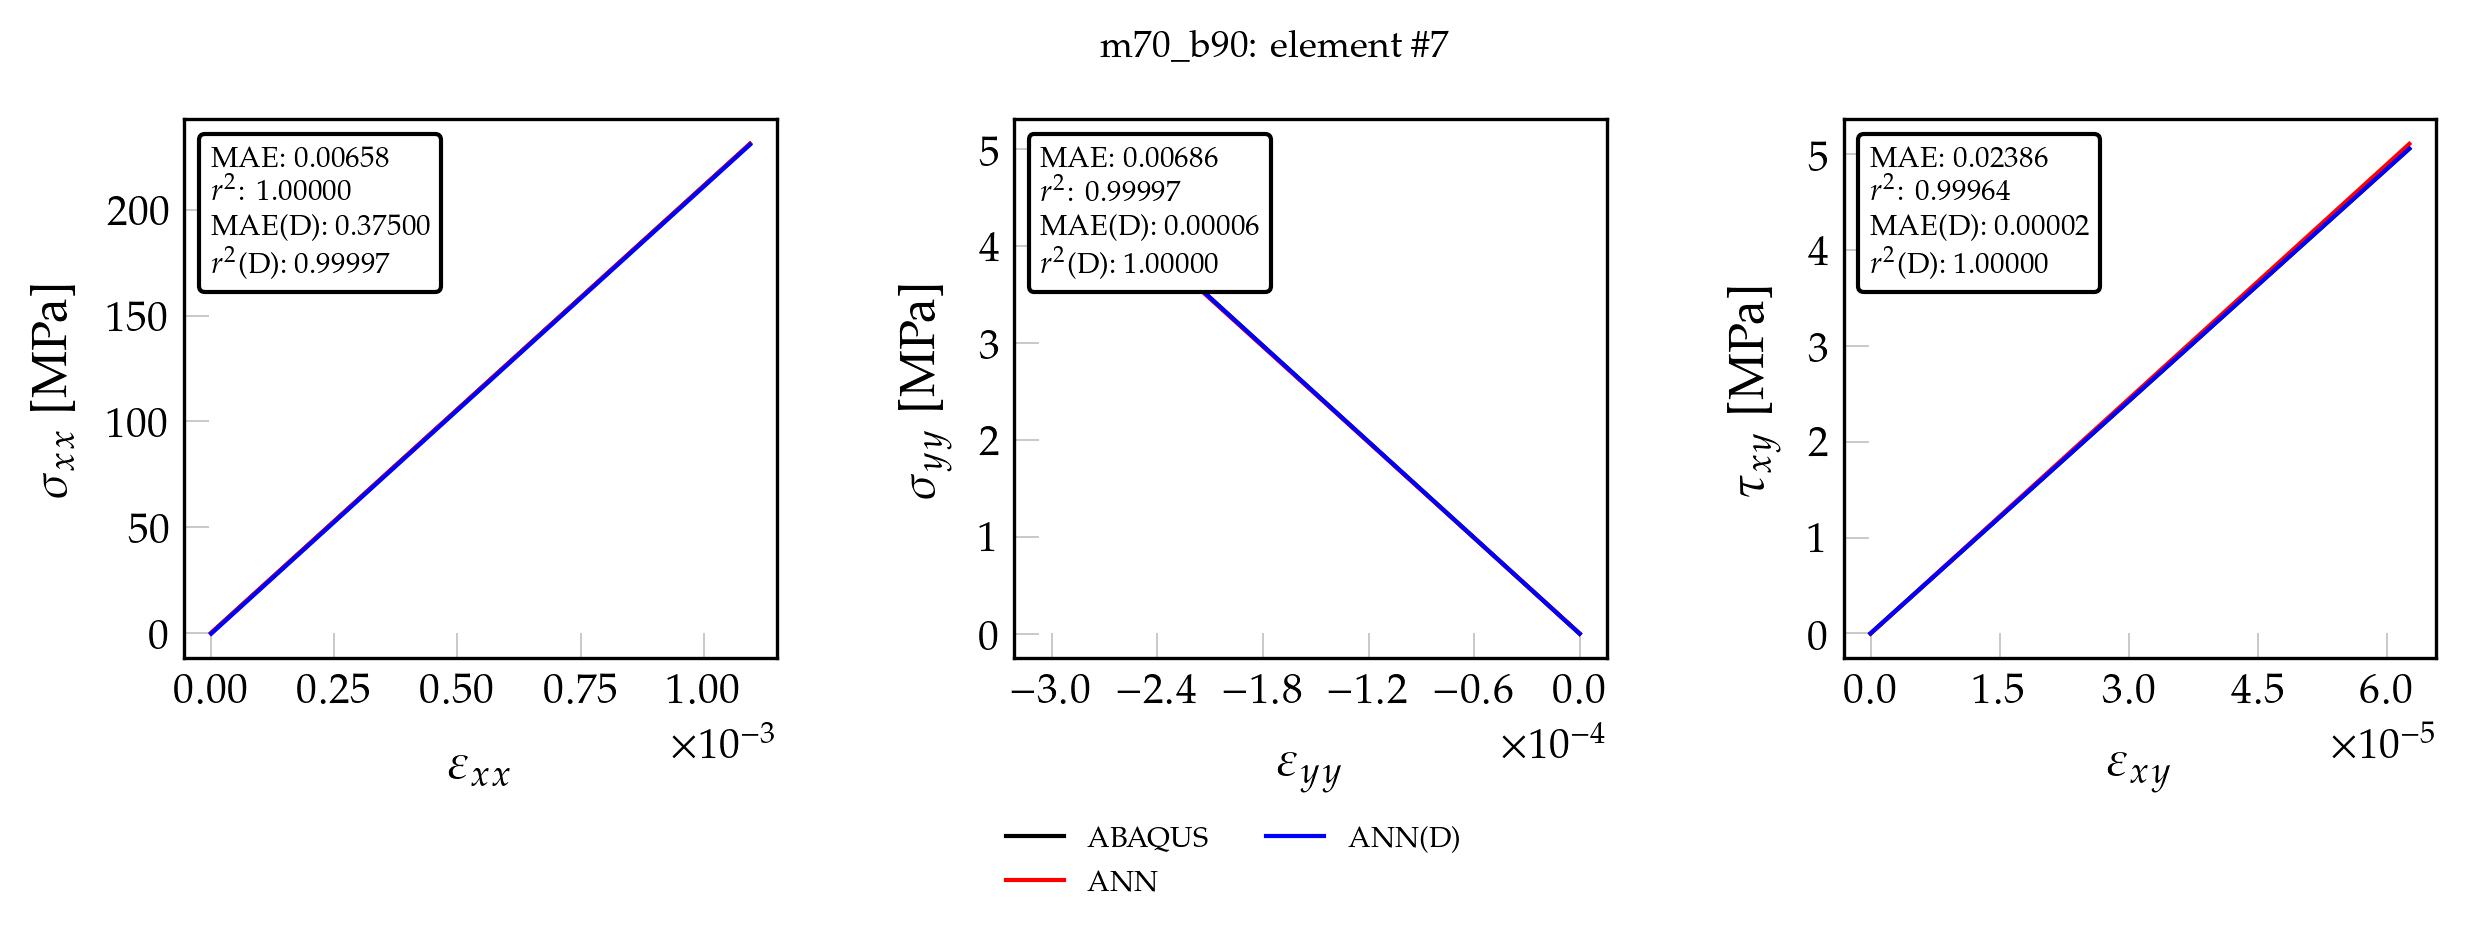 m70_b90: element #7
MAE: 0.00658
r²: 1.00000
MAE(D): 0.37500
r²(D): 0.99997
200
150
100
50
0
σxx [MPa]
0.00 0.25 0.50 0.75 1.00
×10⁻³
εxx
MAE: 0.00686
r²: 0.99997
MAE(D): 0.00006
r²(D): 1.00000
5
4
3
2
1
0
σyy [MPa]
−3.0 −2.4 −1.8 −1.2 −0.6 0.0
×10⁻⁴
εyy
MAE: 0.02386
r²: 0.99964
MAE(D): 0.00002
r²(D): 1.00000
5
4
3
2
1
0
τxy [MPa]
0.0 1.5 3.0 4.5 6.0
×10⁻⁵
εxy
ABAQUS
ANN
ANN(D)